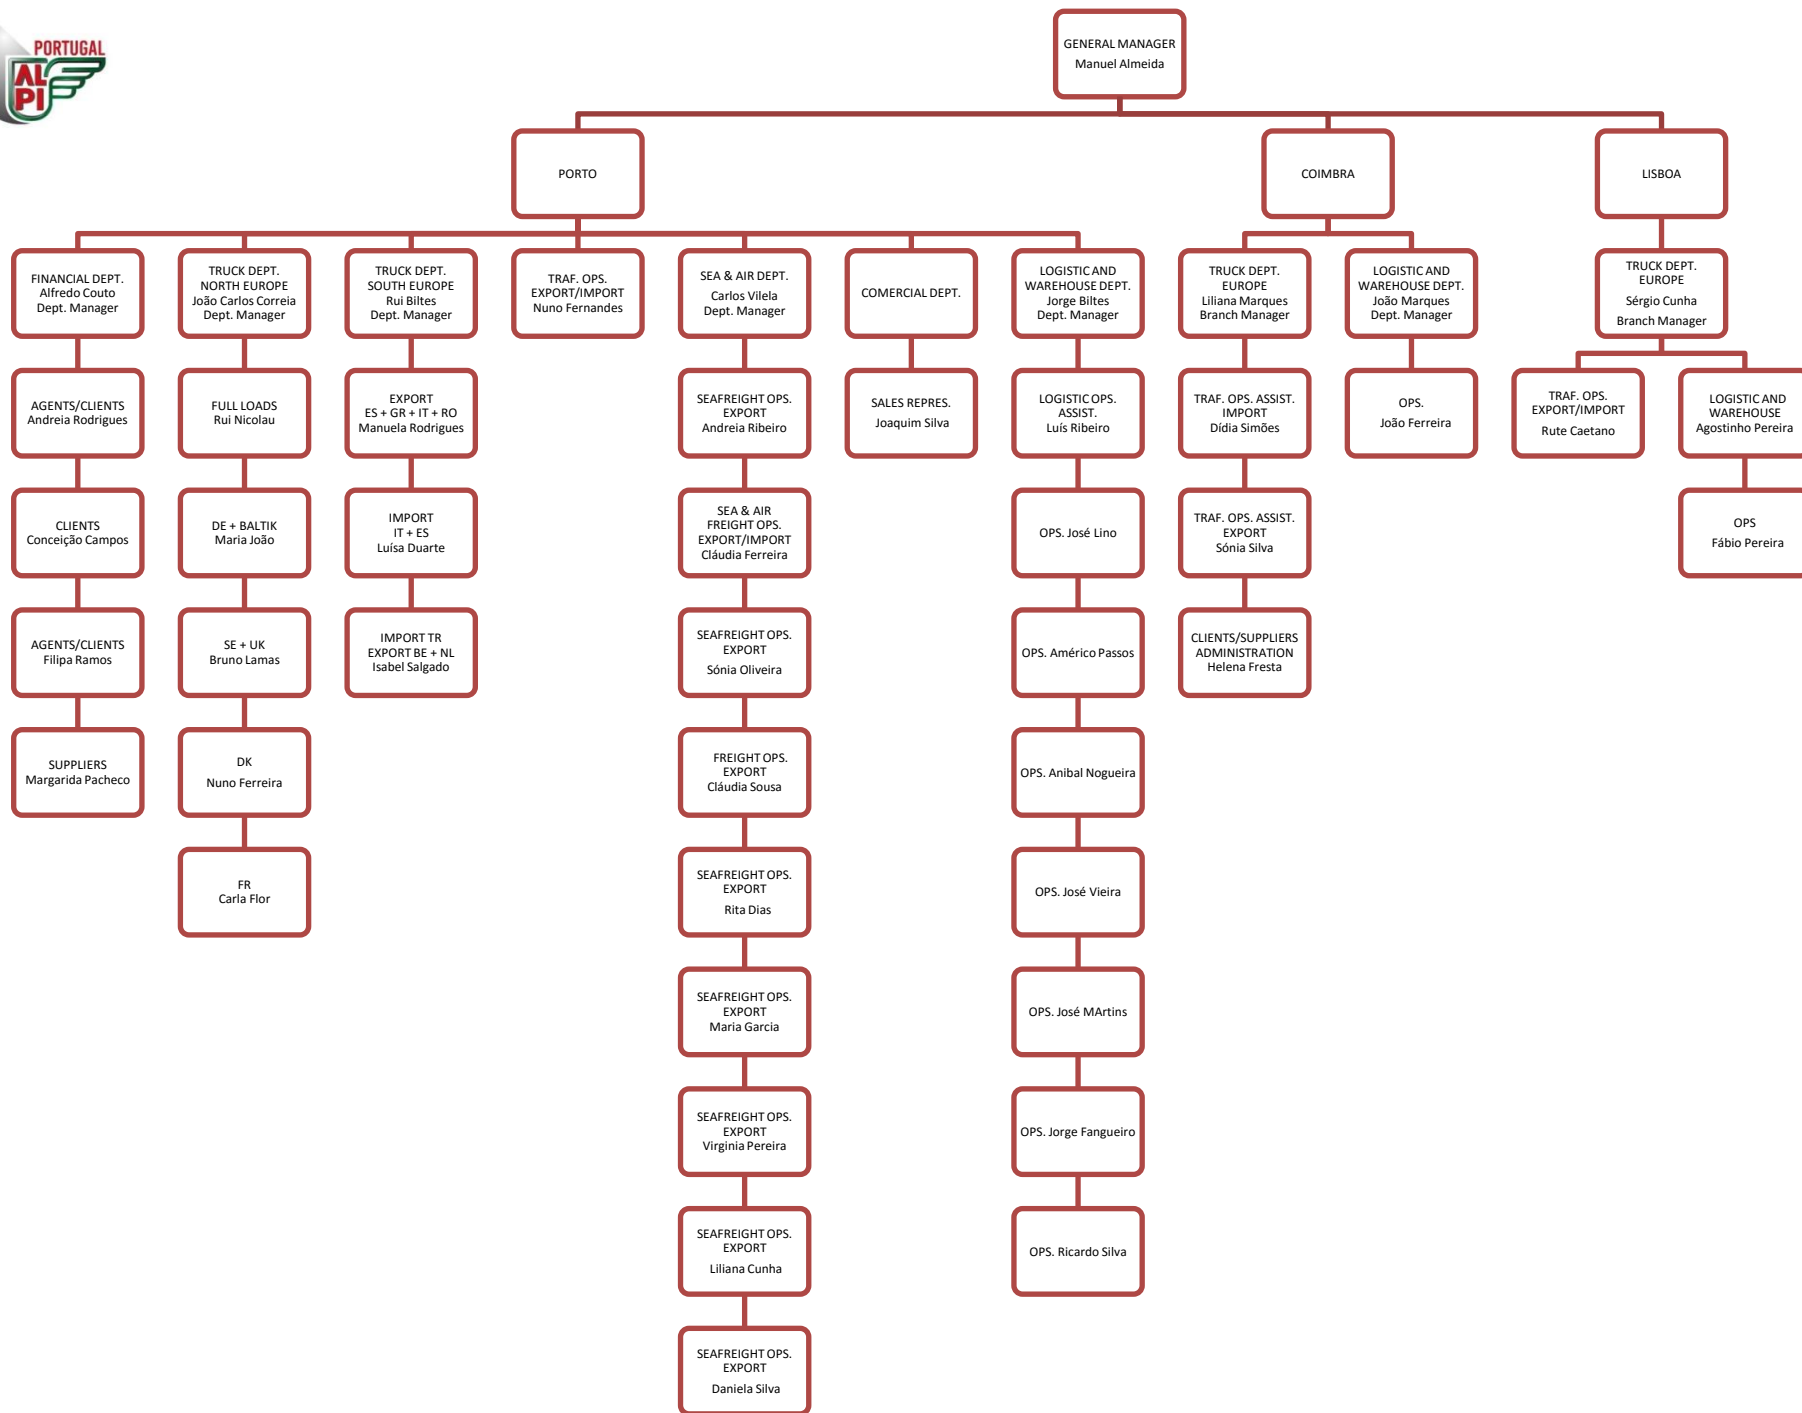 PORTUGAL
AL
PI
GENERAL MANAGER
Manuel Almeida
PORTO
COIMBRA
LISBOA
FINANCIAL DEPT.
Alfredo Couto
Dept. Manager
TRUCK DEPT.
NORTH EUROPE
João Carlos Correia
Dept. Manager
TRUCK DEPT.
SOUTH EUROPE
Rui Biltes
Dept. Manager
TRAF. OPS.
EXPORT/IMPORT
Nuno Fernandes
SEA & AIR DEPT.
Carlos Vilela
Dept. Manager
COMERCIAL DEPT.
LOGISTIC AND
WAREHOUSE DEPT.
Jorge Biltes
Dept. Manager
TRUCK DEPT.
EUROPE
Liliana Marques
Branch Manager
LOGISTIC AND
WAREHOUSE DEPT.
João Marques
Dept. Manager
TRUCK DEPT.
EUROPE
Sérgio Cunha
Branch Manager
AGENTS/CLIENTS
Andreia Rodrigues
FULL LOADS
Rui Nicolau
EXPORT
ES + GR + IT + RO
Manuela Rodrigues
SEAFREIGHT OPS.
EXPORT
Andreia Ribeiro
SALES REPRES.
Joaquim Silva
LOGISTIC OPS.
ASSIST.
Luís Ribeiro
TRAF. OPS. ASSIST.
IMPORT
Dídia Simões
OPS.
João Ferreira
TRAF. OPS.
EXPORT/IMPORT
Rute Caetano
LOGISTIC AND
WAREHOUSE
Agostinho Pereira
CLIENTS
Conceição Campos
DE + BALTIK
Maria João
IMPORT
IT + ES
Luísa Duarte
SEA & AIR
FREIGHT OPS.
EXPORT/IMPORT
Cláudia Ferreira
OPS. José Lino
TRAF. OPS. ASSIST.
EXPORT
Sónia Silva
OPS
Fábio Pereira
AGENTS/CLIENTS
Filipa Ramos
SE + UK
Bruno Lamas
IMPORT TR
EXPORT BE + NL
Isabel Salgado
SEAFREIGHT OPS.
EXPORT
Sónia Oliveira
OPS. Américo Passos
CLIENTS/SUPPLIERS
ADMINISTRATION
Helena Fresta
SUPPLIERS
Margarida Pacheco
DK
Nuno Ferreira
FREIGHT OPS.
EXPORT
Cláudia Sousa
OPS. Anibal Nogueira
FR
Carla Flor
SEAFREIGHT OPS.
EXPORT
Rita Dias
OPS. José Vieira
SEAFREIGHT OPS.
EXPORT
Maria Garcia
OPS. José MArtins
SEAFREIGHT OPS.
EXPORT
Virginia Pereira
OPS. Jorge Fangueiro
SEAFREIGHT OPS.
EXPORT
Liliana Cunha
OPS. Ricardo Silva
SEAFREIGHT OPS.
EXPORT
Daniela Silva